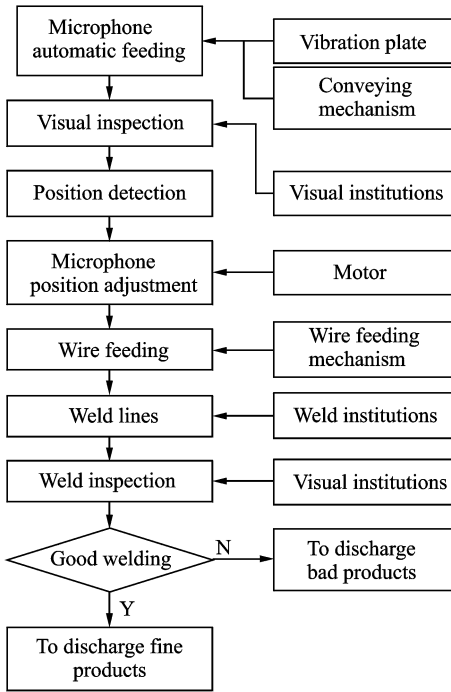 Microphone
automatic feeding
Vibration plate
Conveying
mechanism
Visual inspection
Position detection
Visual institutions
Microphone
position adjustment
Motor
Wire feeding
Wire feeding
mechanism
Weld lines
Weld institutions
Weld inspection
Visual institutions
Good welding
N
To discharge
bad products
Y
To discharge fine
products